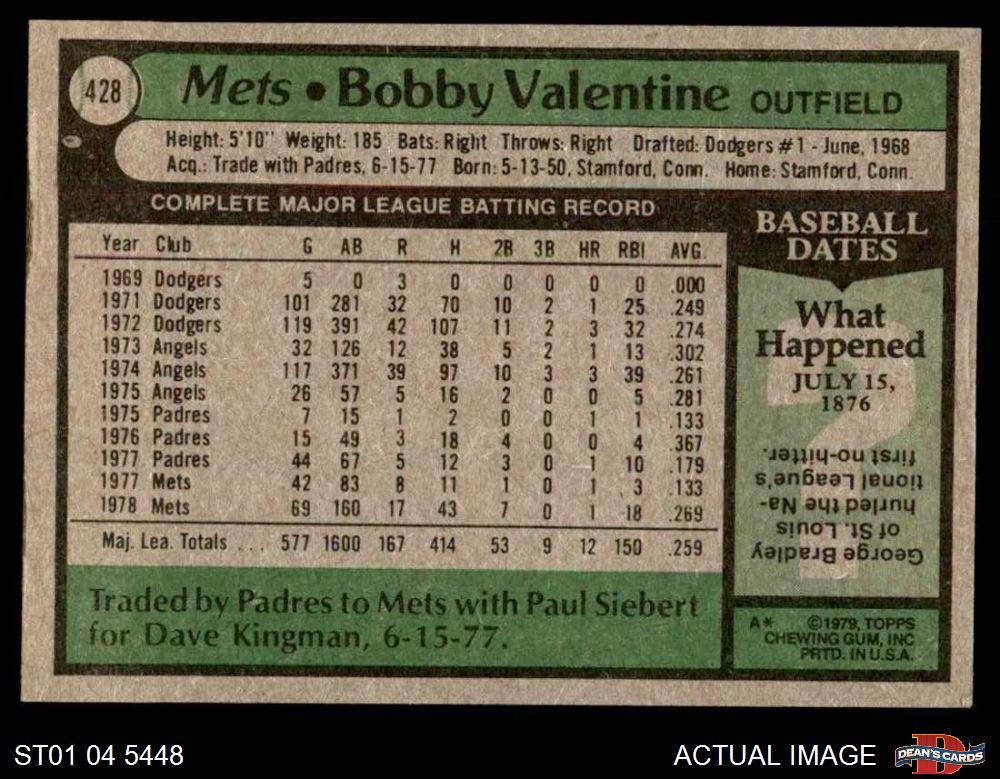 428
Mets • Bobby Valentine OUTFIELD
Height: 5'10" Weight: 185 Bats: Right Throws: Right Drafted: Dodgers #1 - June, 1968
Acq.: Trade with Padres, 6-15-77 Born: 5-13-50, Stamford, Conn. Home: Stamford, Conn.
COMPLETE MAJOR LEAGUE BATTING RECORD
Year Club G AB R H 2B 3B HR RBI AVG.
1969 Dodgers 5 0 3 0 0 0 0 0 .000
1971 Dodgers 101 281 32 70 10 2 1 25 .249
1972 Dodgers 119 391 42 107 11 2 3 32 .274
1973 Angels 32 126 12 38 5 2 1 13 .302
1974 Angels 117 371 39 97 10 3 3 39 .261
1975 Angels 26 57 5 16 2 0 0 5 .281
1975 Padres 7 15 1 2 0 0 1 1 .133
1976 Padres 15 49 3 18 4 0 0 4 .367
1977 Padres 44 67 5 12 3 0 1 10 .179
1977 Mets 42 83 8 11 1 0 1 3 .133
1978 Mets 69 160 17 43 7 0 1 18 .269
Maj. Lea. Totals ... 577 1600 167 414 53 9 12 150 .259
Traded by Padres to Mets with Paul Siebert
for Dave Kingman, 6-15-77.
BASEBALL
DATES
What
Happened
JULY 15,
1876
?
George Bradley
of St. Louis
hurled the Na-
tional League's
first no-hitter.
A* ©1979, TOPPS
CHEWING GUM, INC
PRTD. IN U.S.A.
ST01 04 5448
ACTUAL IMAGE
D
DEAN'S CARDS